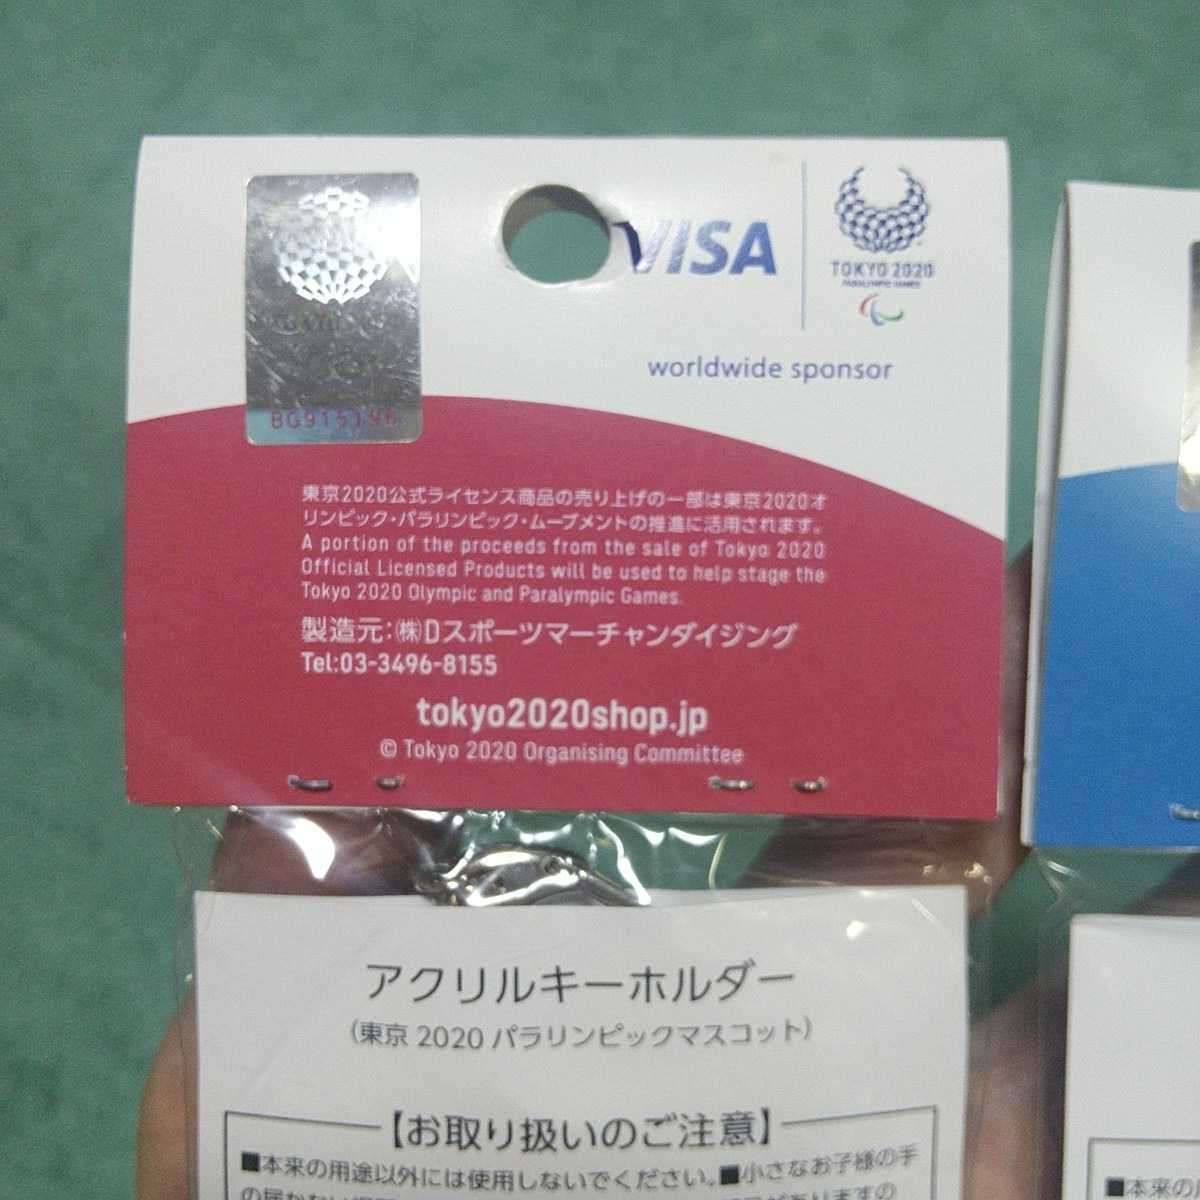 VISA
TOKYO 2020
PARALYMPIC GAMES
worldwide sponsor
東京2020公式ライセンス商品の売り上げの一部は東京2020オ
リンピック・パラリンピック・ムーブメントの推進に活用されます。
A portion of the proceeds from the sale of Tokyo 2020
Official Licensed Products will be used to help stage the
Tokyo 2020 Olympic and Paralympic Games.
製造元:㈱Dスポーツマーチャンダイジング
Tel:03-3496-8155
tokyo2020shop.jp
© Tokyo 2020 Organising Committee
アクリルキーホルダー
(東京 2020 パラリンピックマスコット)
【お取り扱いのご注意】
■本来の用途以外には使用しないでください。■小さなお子様の手
■本来の